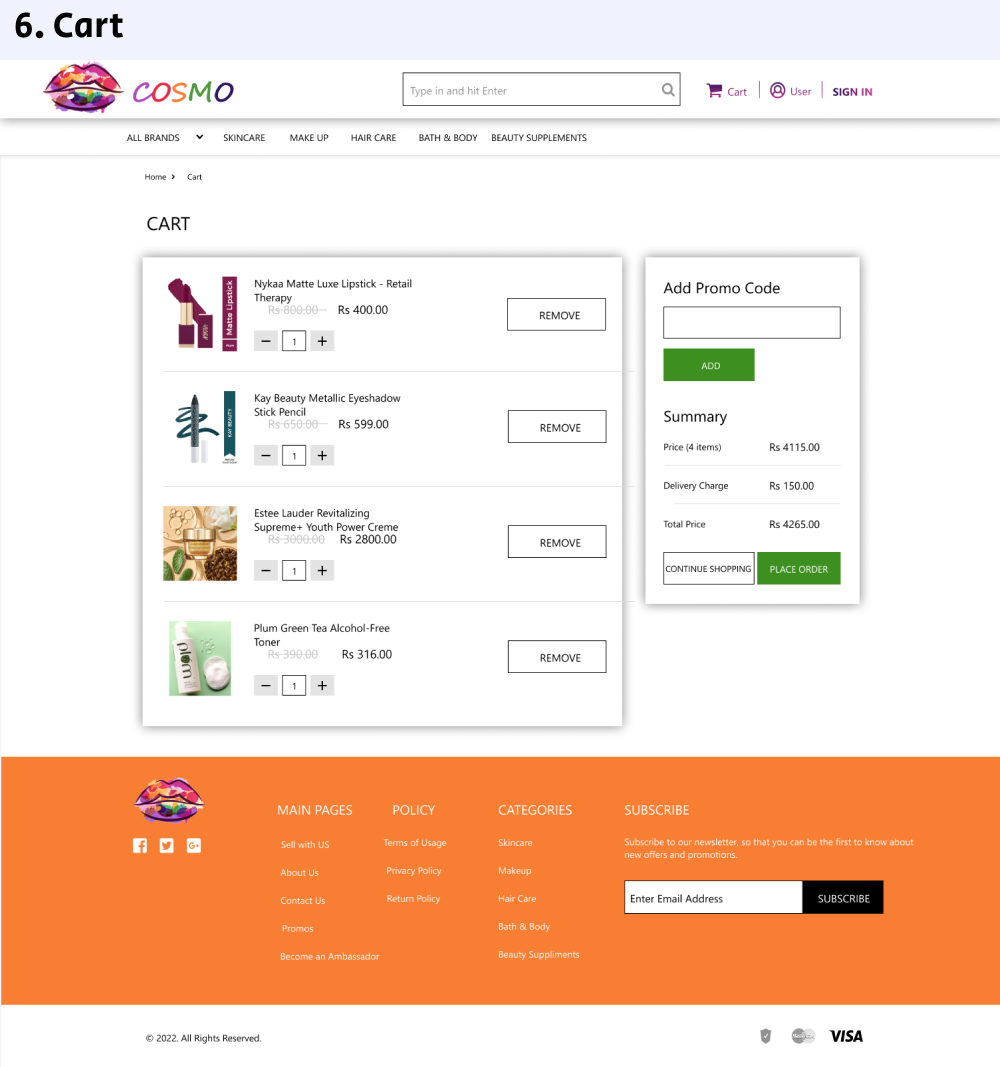 6. Cart
COSMO
Type in and hit Enter
Cart
User
SIGN IN
ALL BRANDS
SKINCARE
MAKE UP
HAIR CARE
BATH & BODY
BEAUTY SUPPLEMENTS
Home
Cart
CART
Matte Lipstick
Nykaa Matte Luxe Lipstick - Retail
Therapy
Rs 800.00
Rs 400.00
1
REMOVE
KAY BEAUTY
Kay Beauty Metallic Eyeshadow
Stick Pencil
Rs 650.00
Rs 599.00
1
REMOVE
Estee Lauder Revitalizing
Supreme+ Youth Power Creme
Rs 3000.00
Rs 2800.00
1
REMOVE
plum
Plum Green Tea Alcohol-Free
Toner
Rs 390.00
Rs 316.00
1
REMOVE
Add Promo Code
ADD
Summary
Price (4 items)
Rs 4115.00
Delivery Charge
Rs 150.00
Total Price
Rs 4265.00
CONTINUE SHOPPING
PLACE ORDER
MAIN PAGES
Sell with US
About Us
Contact Us
Promos
Become an Ambassador
POLICY
Terms of Usage
Privacy Policy
Return Policy
CATEGORIES
Skincare
Makeup
Hair Care
Bath & Body
Beauty Suppliments
SUBSCRIBE
Subscribe to our newsletter, so that you can be the first to know about
new offers and promotions.
Enter Email Address
SUBSCRIBE
© 2022. All Rights Reserved.
VISA